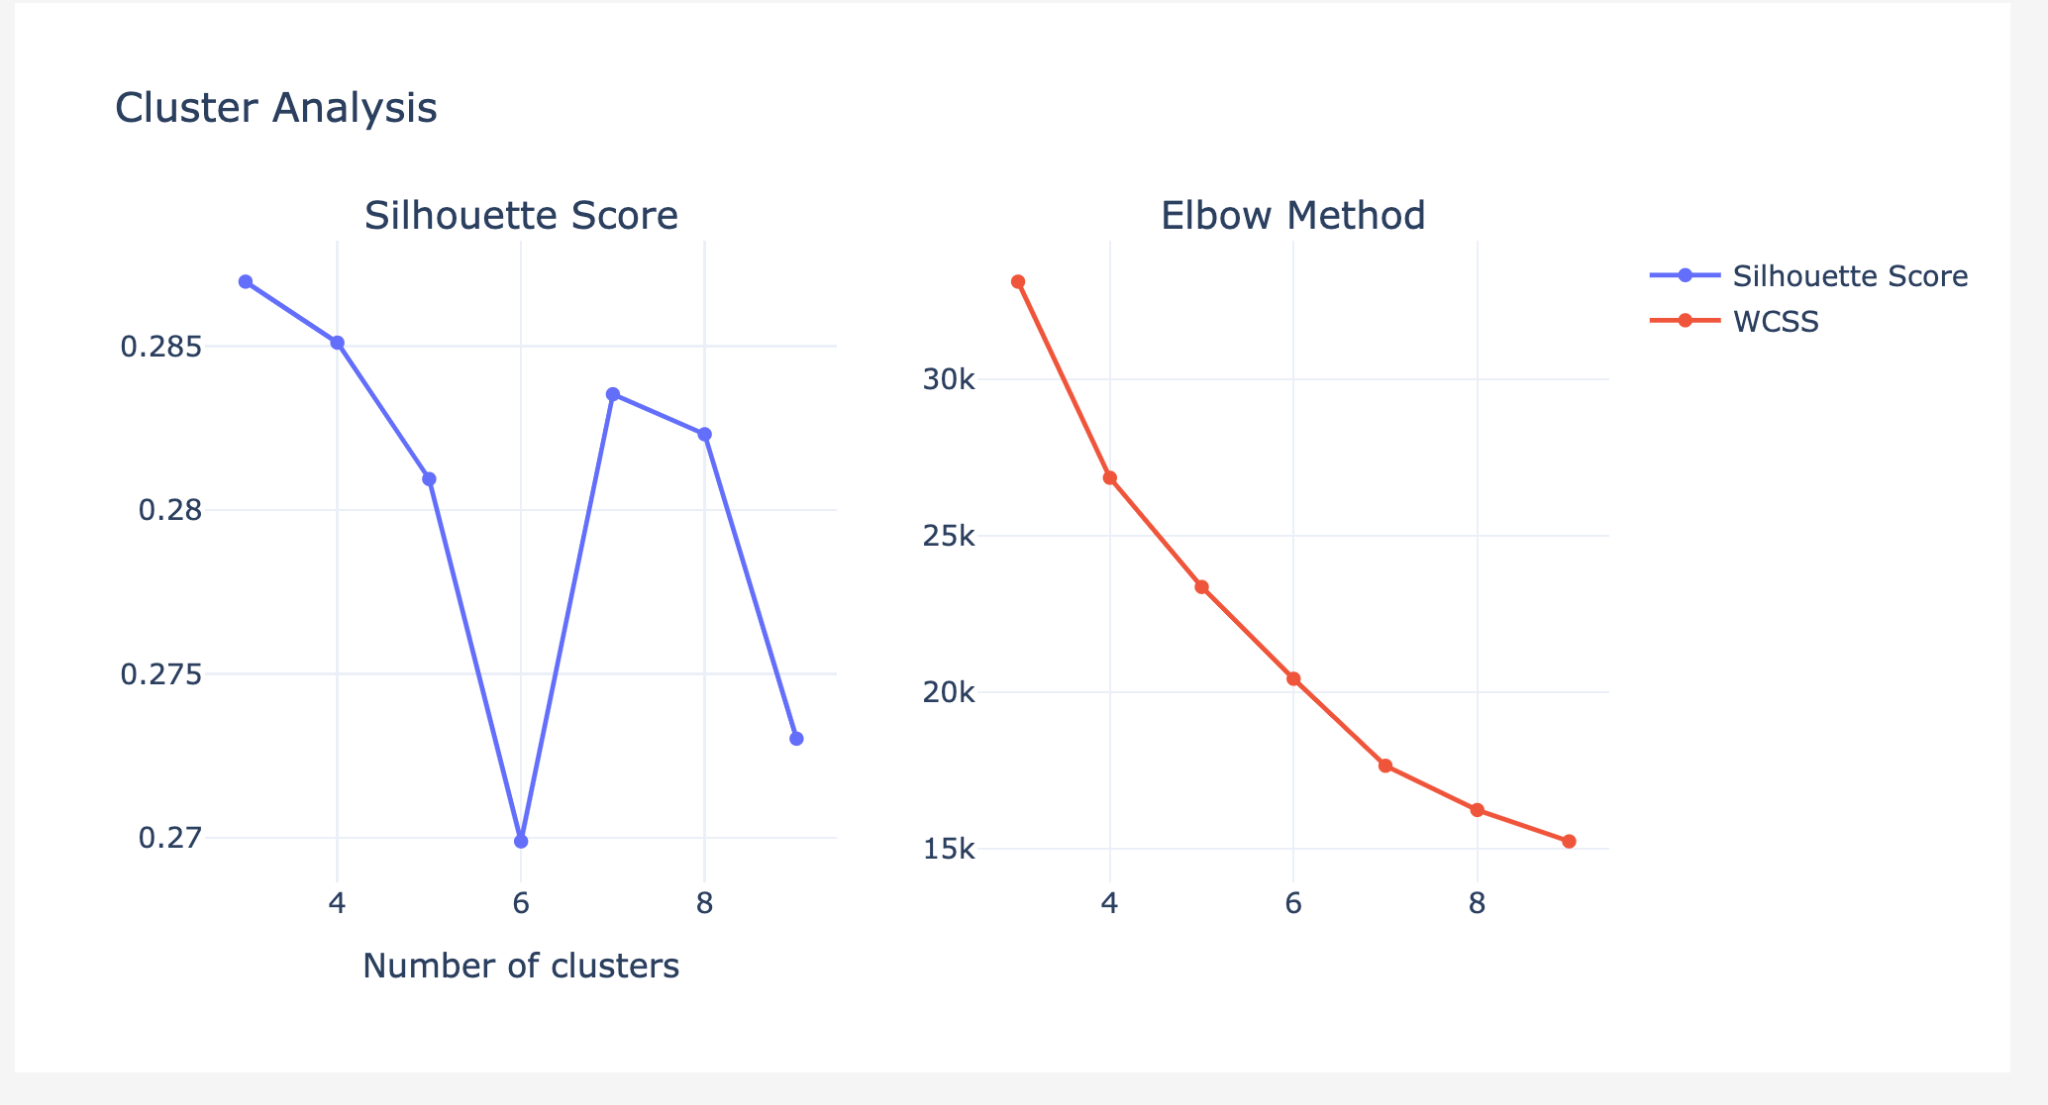 Cluster Analysis
Silhouette Score
0.285
0.28
0.275
0.27
4 6 8
Number of clusters
Elbow Method
30k
25k
20k
15k
4 6 8
Silhouette Score
WCSS